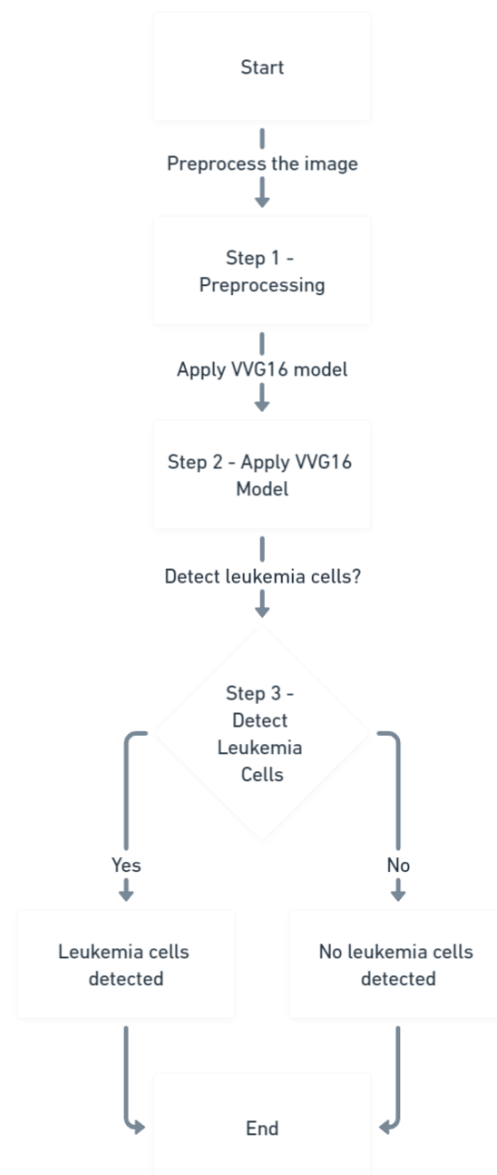 Start
Preprocess the image
Step 1 -
Preprocessing
Apply VVG16 model
Step 2 - Apply VVG16
Model
Detect leukemia cells?
Step 3 -
Detect
Leukemia
Cells
Yes
No
Leukemia cells
detected
No leukemia cells
detected
End